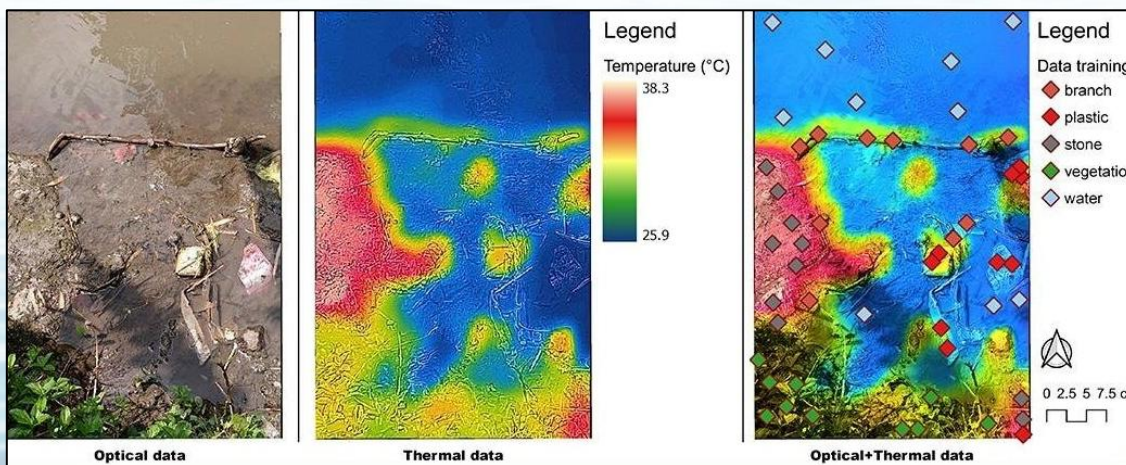 Legend
Temperature (°C)
38.3
25.9
Legend
Data training
branch
plastic
stone
vegetatio
water
0 2.5 5 7.5 c
Optical data
Thermal data
Optical+Thermal data